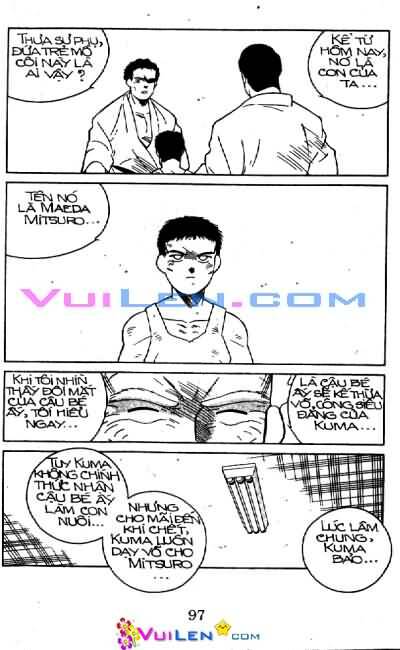 THƯA SƯ PHỤ,
ĐỨA TRẺ MỒ
CÔI NÀY LÀ
AI VẬY?
KỂ TỪ
HÔM NAY,
NÓ LÀ
CON CỦA
TA...
TÊN NÓ
LÀ MAEDA
MITSURO...
VUILEN.COM
KHI TÔI NHÌN
THẤY ĐÔI MẮT
CỦA CẬU BÉ
ẤY, TÔI HIỂU
NGAY...
LÀ CẬU BÉ
ẤY SẼ KẾ THỪA
VÕ CÔNG SIÊU
ĐẲNG CỦA
KUMA...
TUY KUMA
KHÔNG CHÍNH
THỨC NHẬN
CẬU BÉ ẤY
LÀM CON
NUÔI...
NHƯNG
CHO MÃI ĐẾN
KHI CHẾT,
KUMA LUÔN
DẠY VÕ CHO
MITSURO
...
LÚC LÂM
CHUNG,
KUMA
BẢO...
97
VUILEN.COM